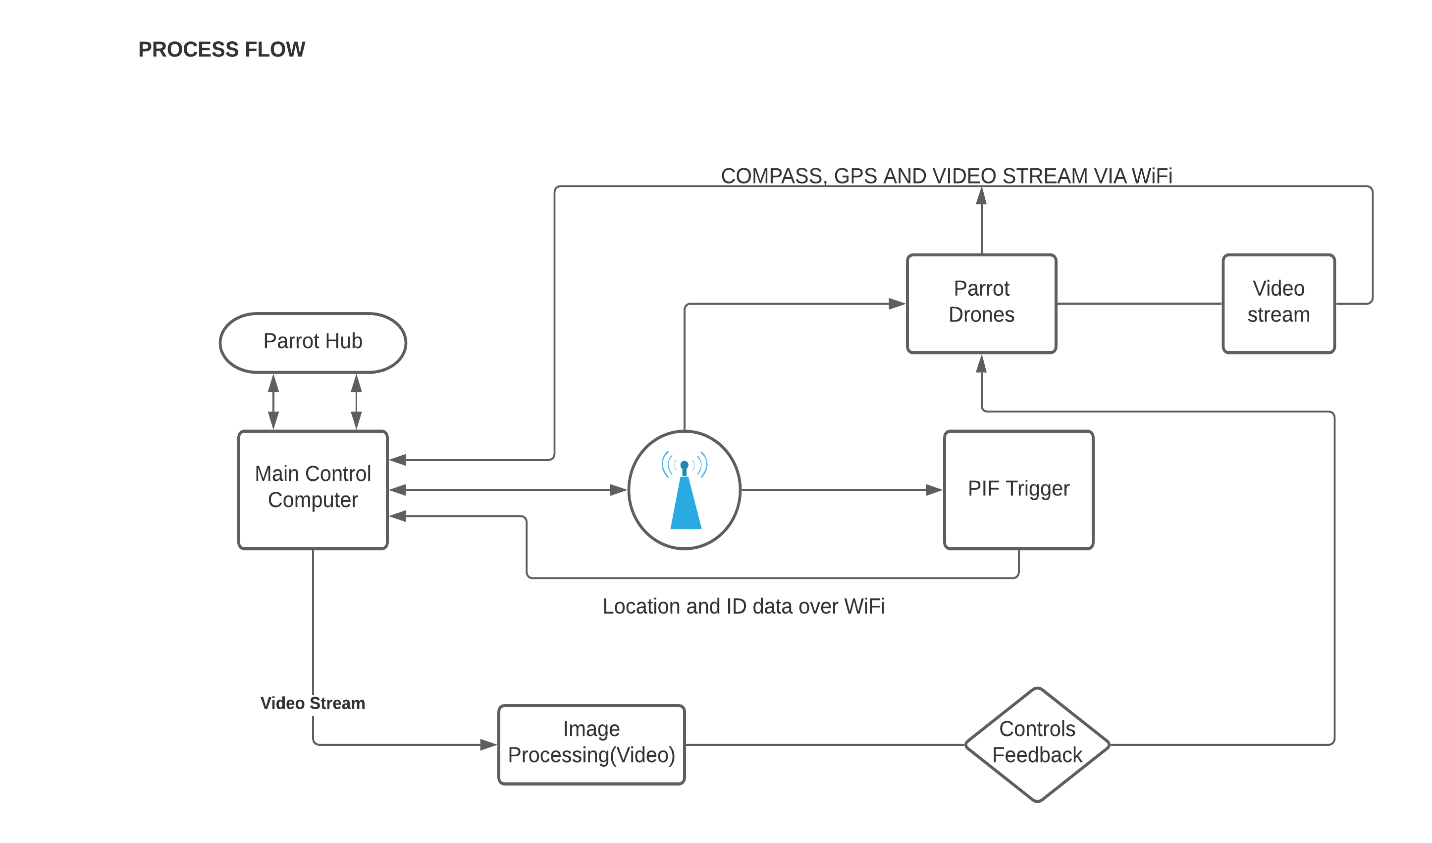 PROCESS FLOW
COMPASS, GPS AND VIDEO STREAM VIA WiFi
Parrot
Drones
Video
stream
Parrot Hub
Main Control
Computer
PIF Trigger
Location and ID data over WiFi
Video Stream
Image
Processing(Video)
Controls
Feedback